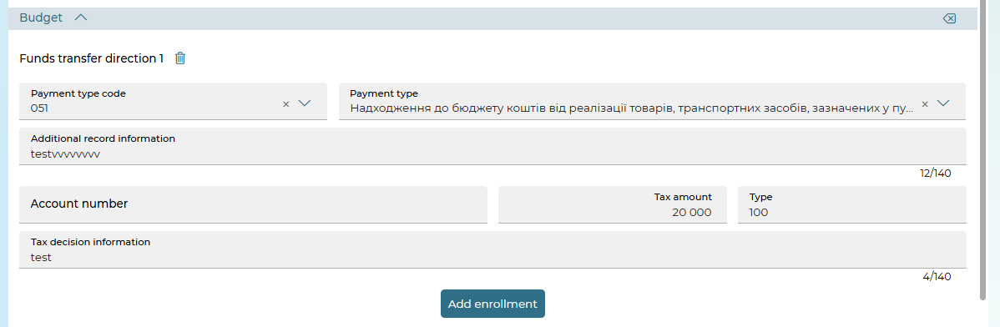 Budget
Funds transfer direction 1
Payment type code
051
Payment type
Надходження до бюджету коштів від реалізації товарів, транспортних засобів, зазначених у пу...
Additional record information
testvvvvvvvv
12/140
Account number
Tax amount
20 000
Type
100
Tax decision information
test
4/140
Add enrollment